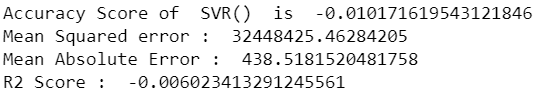 Accuracy Score of  SVR()  is  -0.010171619543121846
Mean Squared error :  32448425.46284205
Mean Absolute Error :  438.5181520481758
R2 Score :  -0.006023413291245561